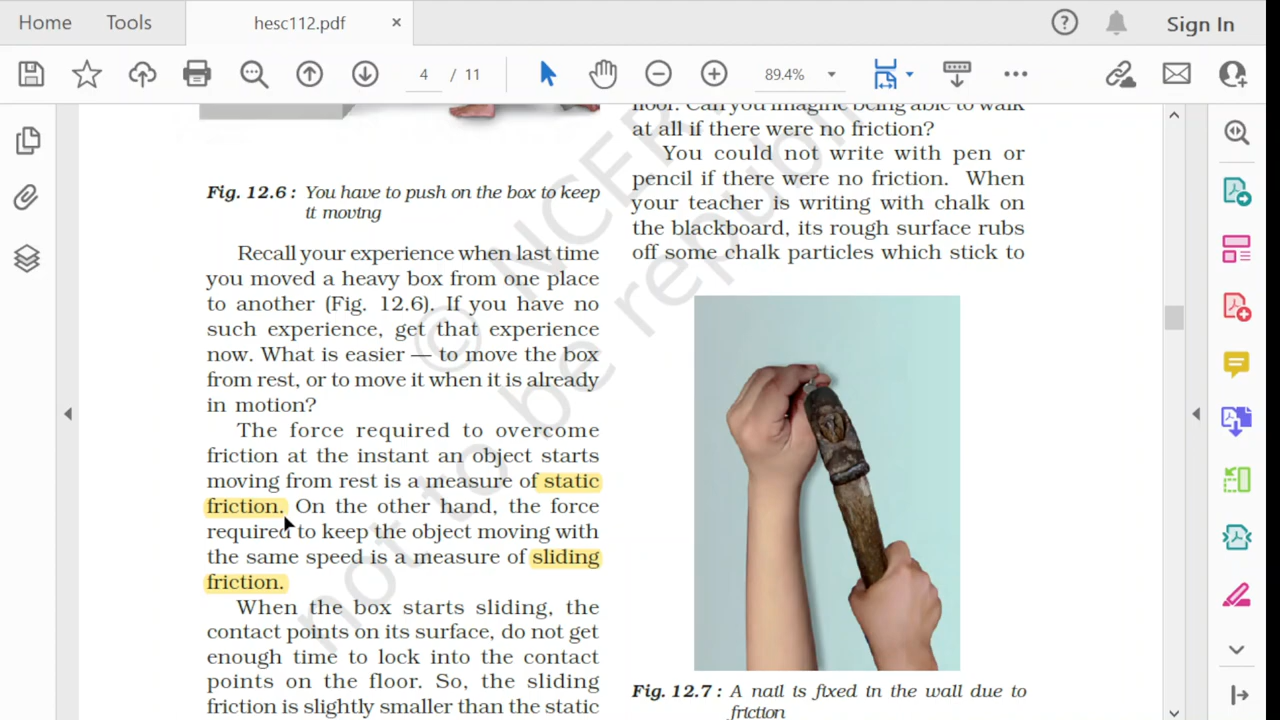 Home Tools hesc112.pdf × Sign In
4 / 11 89.4%
Fig. 12.6 : You have to push on the box to keep
it moving
Recall your experience when last time
you moved a heavy box from one place
to another (Fig. 12.6). If you have no
such experience, get that experience
now. What is easier — to move the box
from rest, or to move it when it is already
in motion?
The force required to overcome
friction at the instant an object starts
moving from rest is a measure of static
friction. On the other hand, the force
required to keep the object moving with
the same speed is a measure of sliding
friction.
When the box starts sliding, the
contact points on its surface, do not get
enough time to lock into the contact
points on the floor. So, the sliding
friction is slightly smaller than the static
floor. Can you imagine being able to walk
at all if there were no friction?
You could not write with pen or
pencil if there were no friction. When
your teacher is writing with chalk on
the blackboard, its rough surface rubs
off some chalk particles which stick to
Fig. 12.7 : A nail is fixed in the wall due to
friction
© NCER
not to be republi